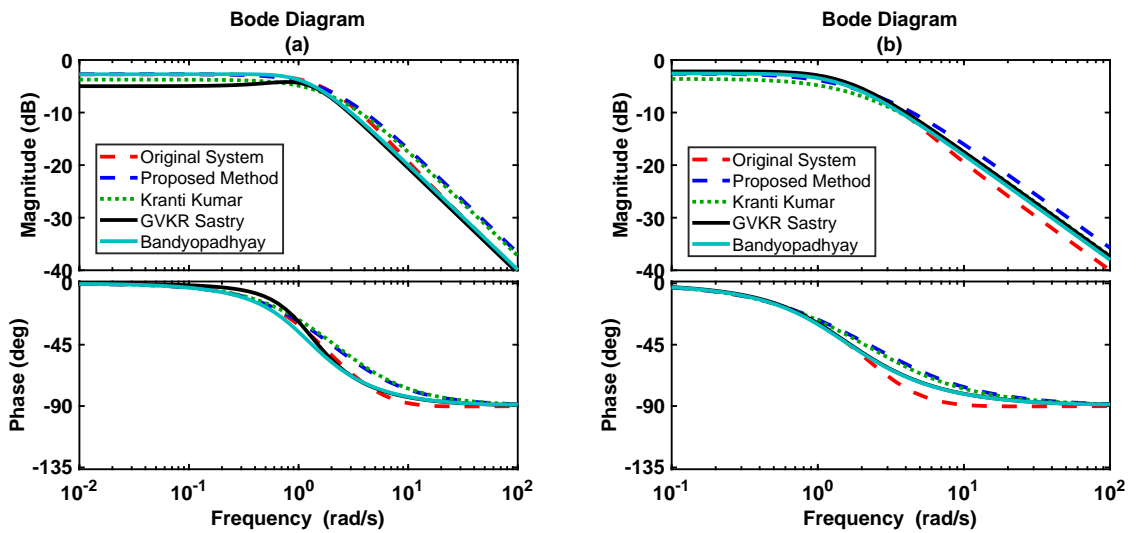 Bode Diagram
(a)
0
-10
-20
-30
-40
Magnitude (dB)
Original System
Proposed Method
Kranti Kumar
GVKR Sastry
Bandyopadhyay
0
-45
-90
-135
Phase (deg)
10^-2
10^-1
10^0
10^1
10^2
Frequency (rad/s)
Bode Diagram
(b)
0
-10
-20
-30
-40
Magnitude (dB)
Original System
Proposed Method
Kranti Kumar
GVKR Sastry
Bandyopadhyay
0
-45
-90
-135
Phase (deg)
10^-1
10^0
10^1
10^2
Frequency (rad/s)